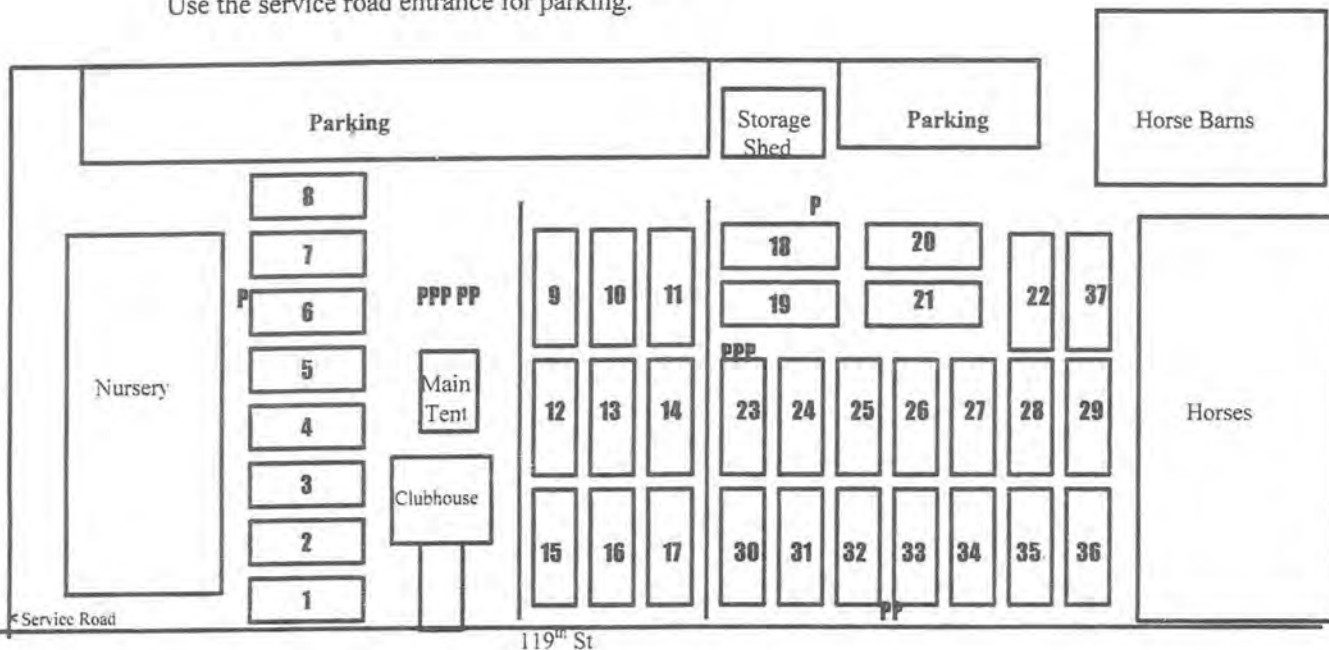 Use the service road entrance for parking.
Parking
Storage
Shed
Parking
Horse Barns
8
P
7
18
20
P
6
PPP PP
9
10
11
19
21
22
37
5
PPP
Nursery
Main
Tent
4
12
13
14
23
24
25
26
27
28
29
Horses
3
Clubhouse
2
15
16
17
30
31
32
33
34
35
36
1
PP
Service Road
119th St